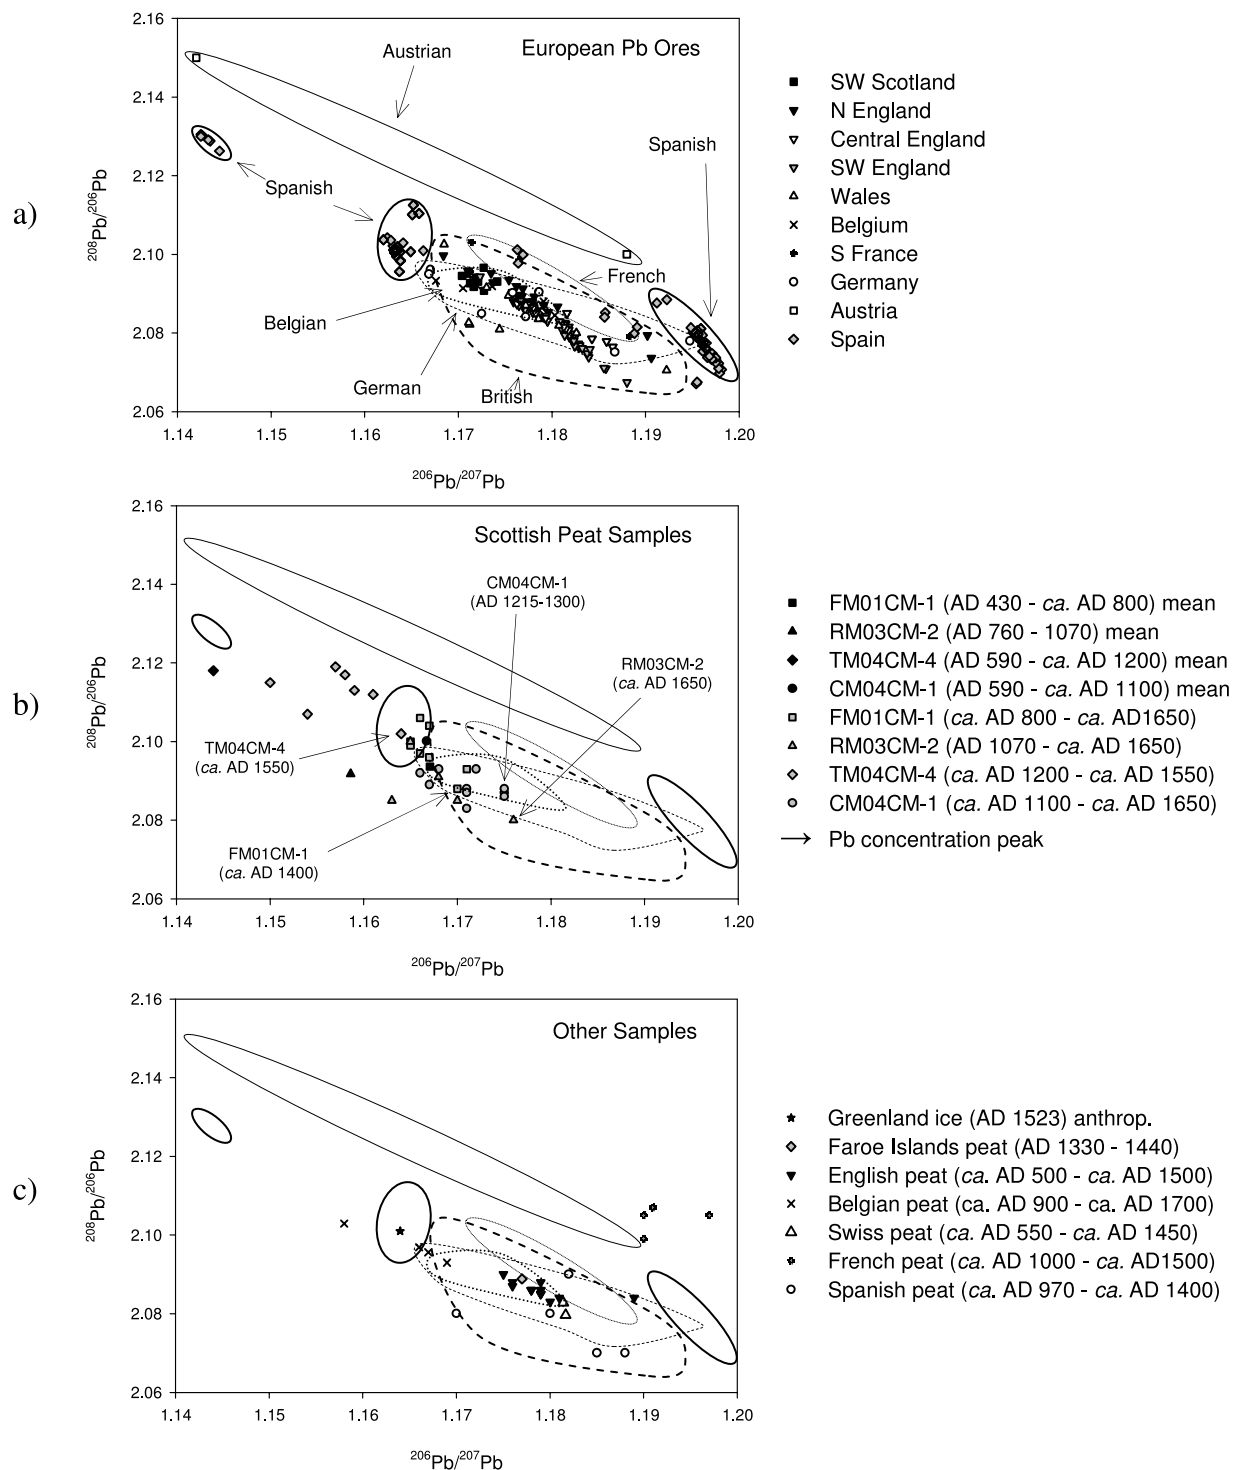 a)
European Pb Ores
Austrian
Spanish
Spanish
French
Belgian
German
British
2.16
2.14
2.12
2.10
2.08
2.06
1.14 1.15 1.16 1.17 1.18 1.19 1.20
²⁰⁸Pb/²⁰⁶Pb
²⁰⁶Pb/²⁰⁷Pb
SW Scotland
N England
Central England
SW England
Wales
Belgium
S France
Germany
Austria
Spain
b)
Scottish Peat Samples
CM04CM-1
(AD 1215-1300)
RM03CM-2
(ca. AD 1650)
TM04CM-4
(ca. AD 1550)
FM01CM-1
(ca. AD 1400)
2.16
2.14
2.12
2.10
2.08
2.06
1.14 1.15 1.16 1.17 1.18 1.19 1.20
²⁰⁸Pb/²⁰⁶Pb
²⁰⁶Pb/²⁰⁷Pb
FM01CM-1 (AD 430 - ca. AD 800) mean
RM03CM-2 (AD 760 - 1070) mean
TM04CM-4 (AD 590 - ca. AD 1200) mean
CM04CM-1 (AD 590 - ca. AD 1100) mean
FM01CM-1 (ca. AD 800 - ca. AD1650)
RM03CM-2 (AD 1070 - ca. AD 1650)
TM04CM-4 (ca. AD 1200 - ca. AD 1550)
CM04CM-1 (ca. AD 1100 - ca. AD 1650)
Pb concentration peak
c)
Other Samples
2.16
2.14
2.12
2.10
2.08
2.06
1.14 1.15 1.16 1.17 1.18 1.19 1.20
²⁰⁸Pb/²⁰⁶Pb
²⁰⁶Pb/²⁰⁷Pb
Greenland ice (AD 1523) anthrop.
Faroe Islands peat (AD 1330 - 1440)
English peat (ca. AD 500 - ca. AD 1500)
Belgian peat (ca. AD 900 - ca. AD 1700)
Swiss peat (ca. AD 550 - ca. AD 1450)
French peat (ca. AD 1000 - ca. AD1500)
Spanish peat (ca. AD 970 - ca. AD 1400)